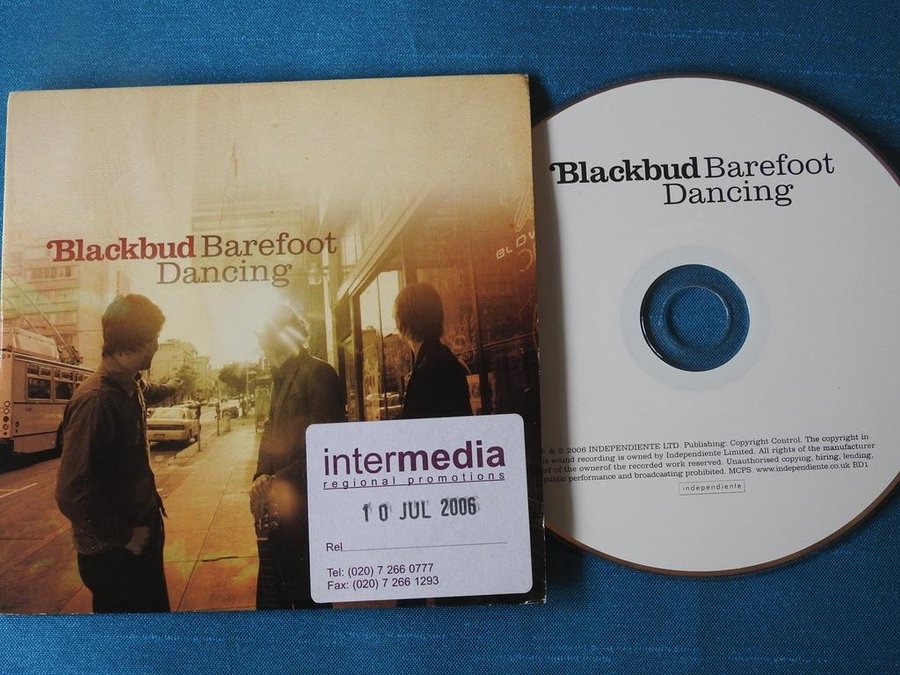 Blackbud Barefoot
Dancing
BLOW
intermedia
regional promotions
10 JUL 2006
Rel
Tel: (020) 7 266 0777
Fax: (020) 7 266 1293
Blackbud Barefoot
Dancing
& © 2006 INDEPENDIENTE LTD. Publishing: Copyright Control. The copyright in
sound recording is owned by Independiente Limited. All rights of the manufacturer
of the ownerof the recorded work reserved. Unauthorised copying, hiring, lending,
public performance and broadcasting prohibited. MCPS. www.independiente.co.uk BD1
independiente